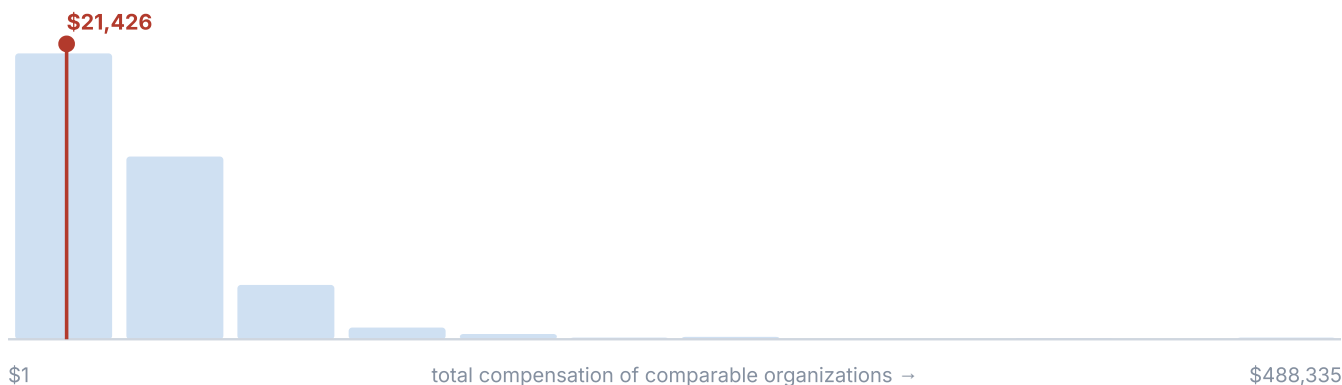 $21,426
$1
total compensation of comparable organizations →
$488,335